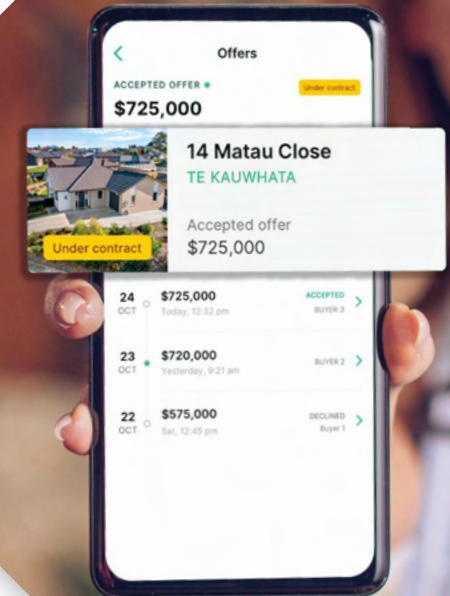 Offers
ACCEPTED OFFER
Under contract
$725,000
14 Matau Close
TE KAUWHATA
Under contract
Accepted offer
$725,000
24 $725,000 ACCEPTED
OCT Today, 12:32 pm BUYER 3
23 $720,000
OCT Yesterday, 9:21 am BUYER 2
22 $575,000 DECLINED
OCT Sat, 12:45 pm Buyer 1